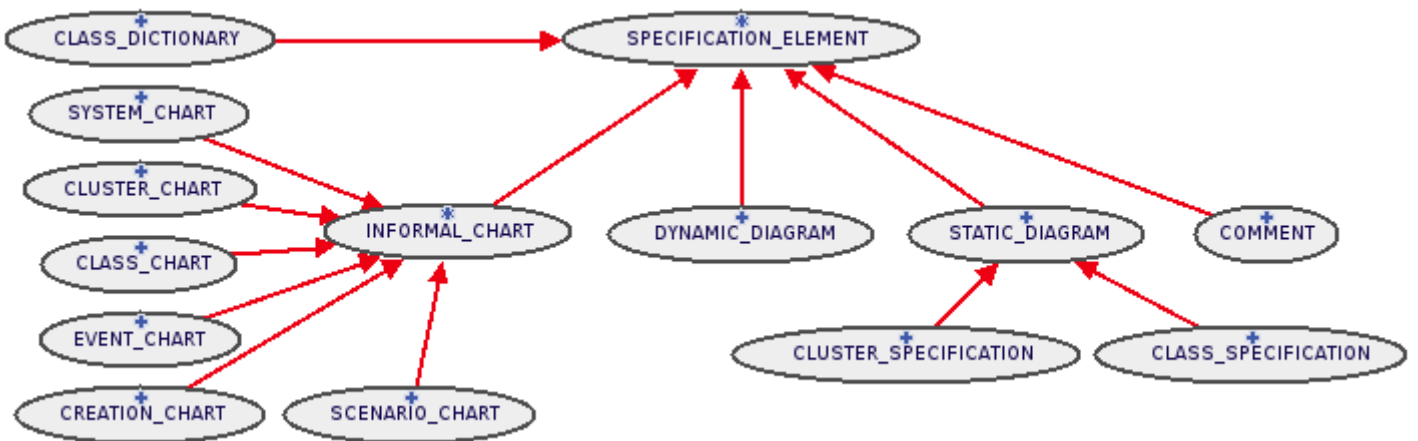 CLASS_DICTIONARY
SPECIFICATION_ELEMENT
SYSTEM_CHART
CLUSTER_CHART
INFORMAL_CHART
DYNAMIC_DIAGRAM
STATIC_DIAGRAM
COMMENT
CLASS_CHART
EVENT_CHART
CLUSTER_SPECIFICATION
CLASS_SPECIFICATION
CREATION_CHART
SCENARIO_CHART